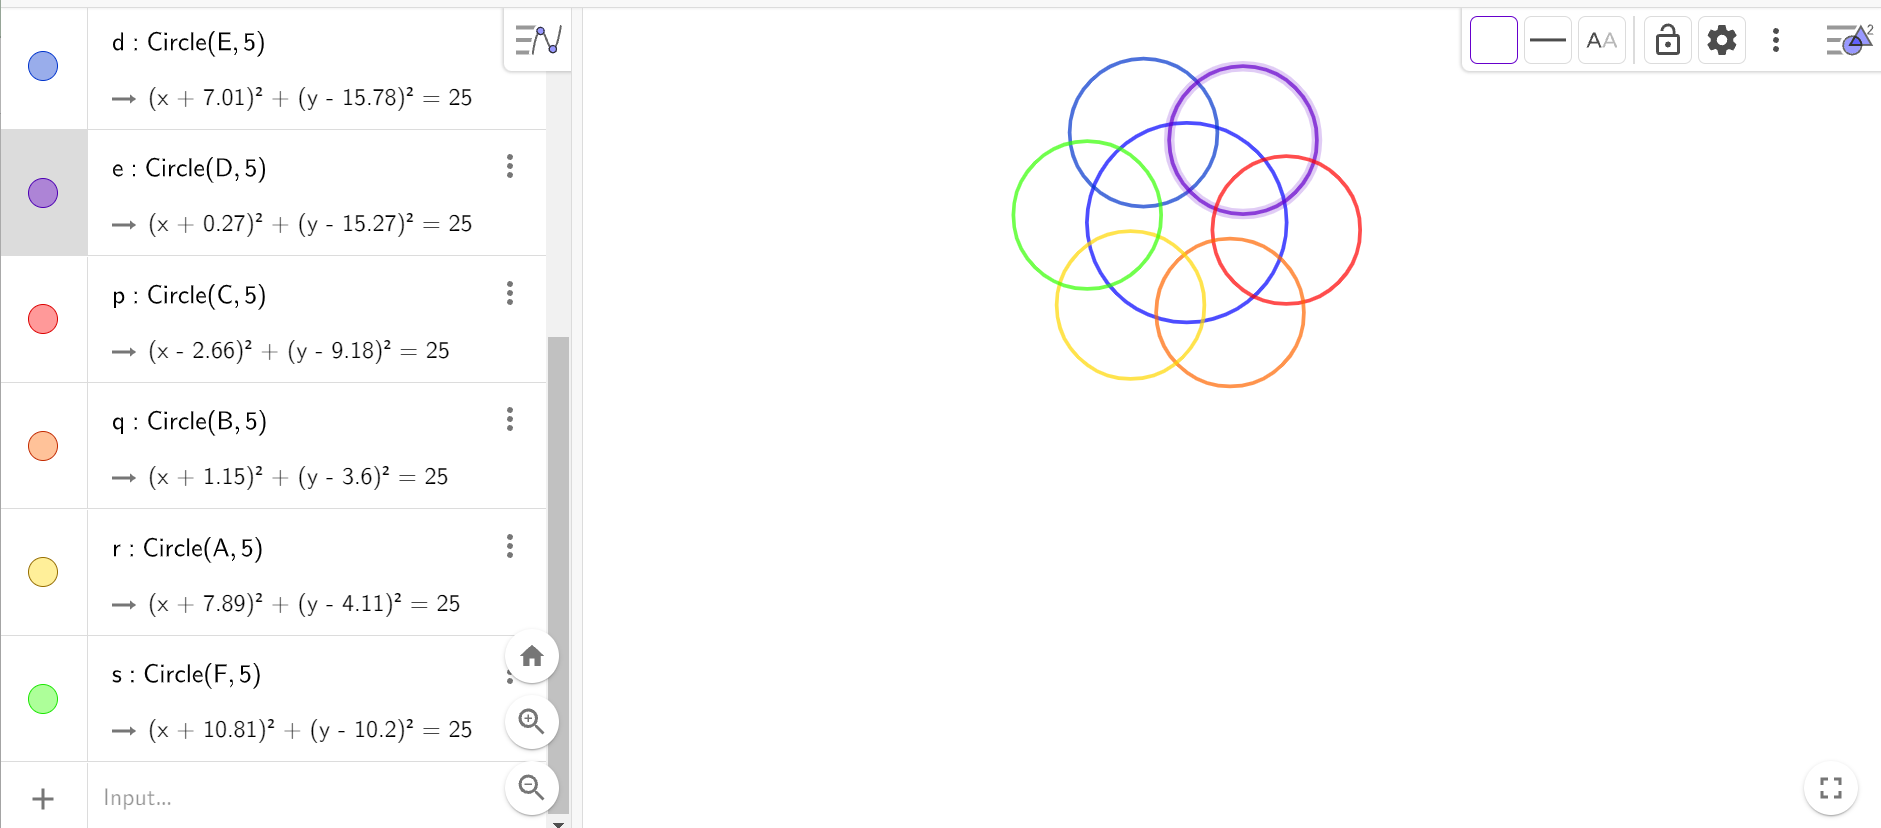 d : Circle(E, 5)
→ (x + 7.01)² + (y - 15.78)² = 25
e : Circle(D, 5)
→ (x + 0.27)² + (y - 15.27)² = 25
p : Circle(C, 5)
→ (x - 2.66)² + (y - 9.18)² = 25
q : Circle(B, 5)
→ (x + 1.15)² + (y - 3.6)² = 25
r : Circle(A, 5)
→ (x + 7.89)² + (y - 4.11)² = 25
s : Circle(F, 5)
→ (x + 10.81)² + (y - 10.2)² = 25
Input...
AA
2